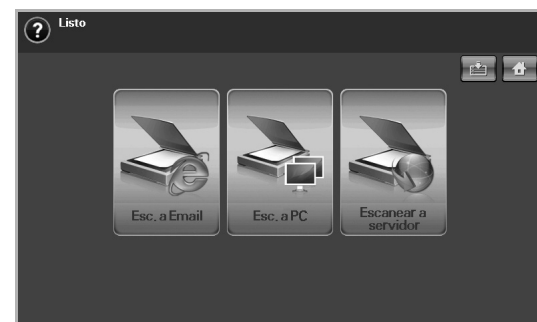 ? Listo
Esc. a Email
Esc. a PC
Escanear a
servidor